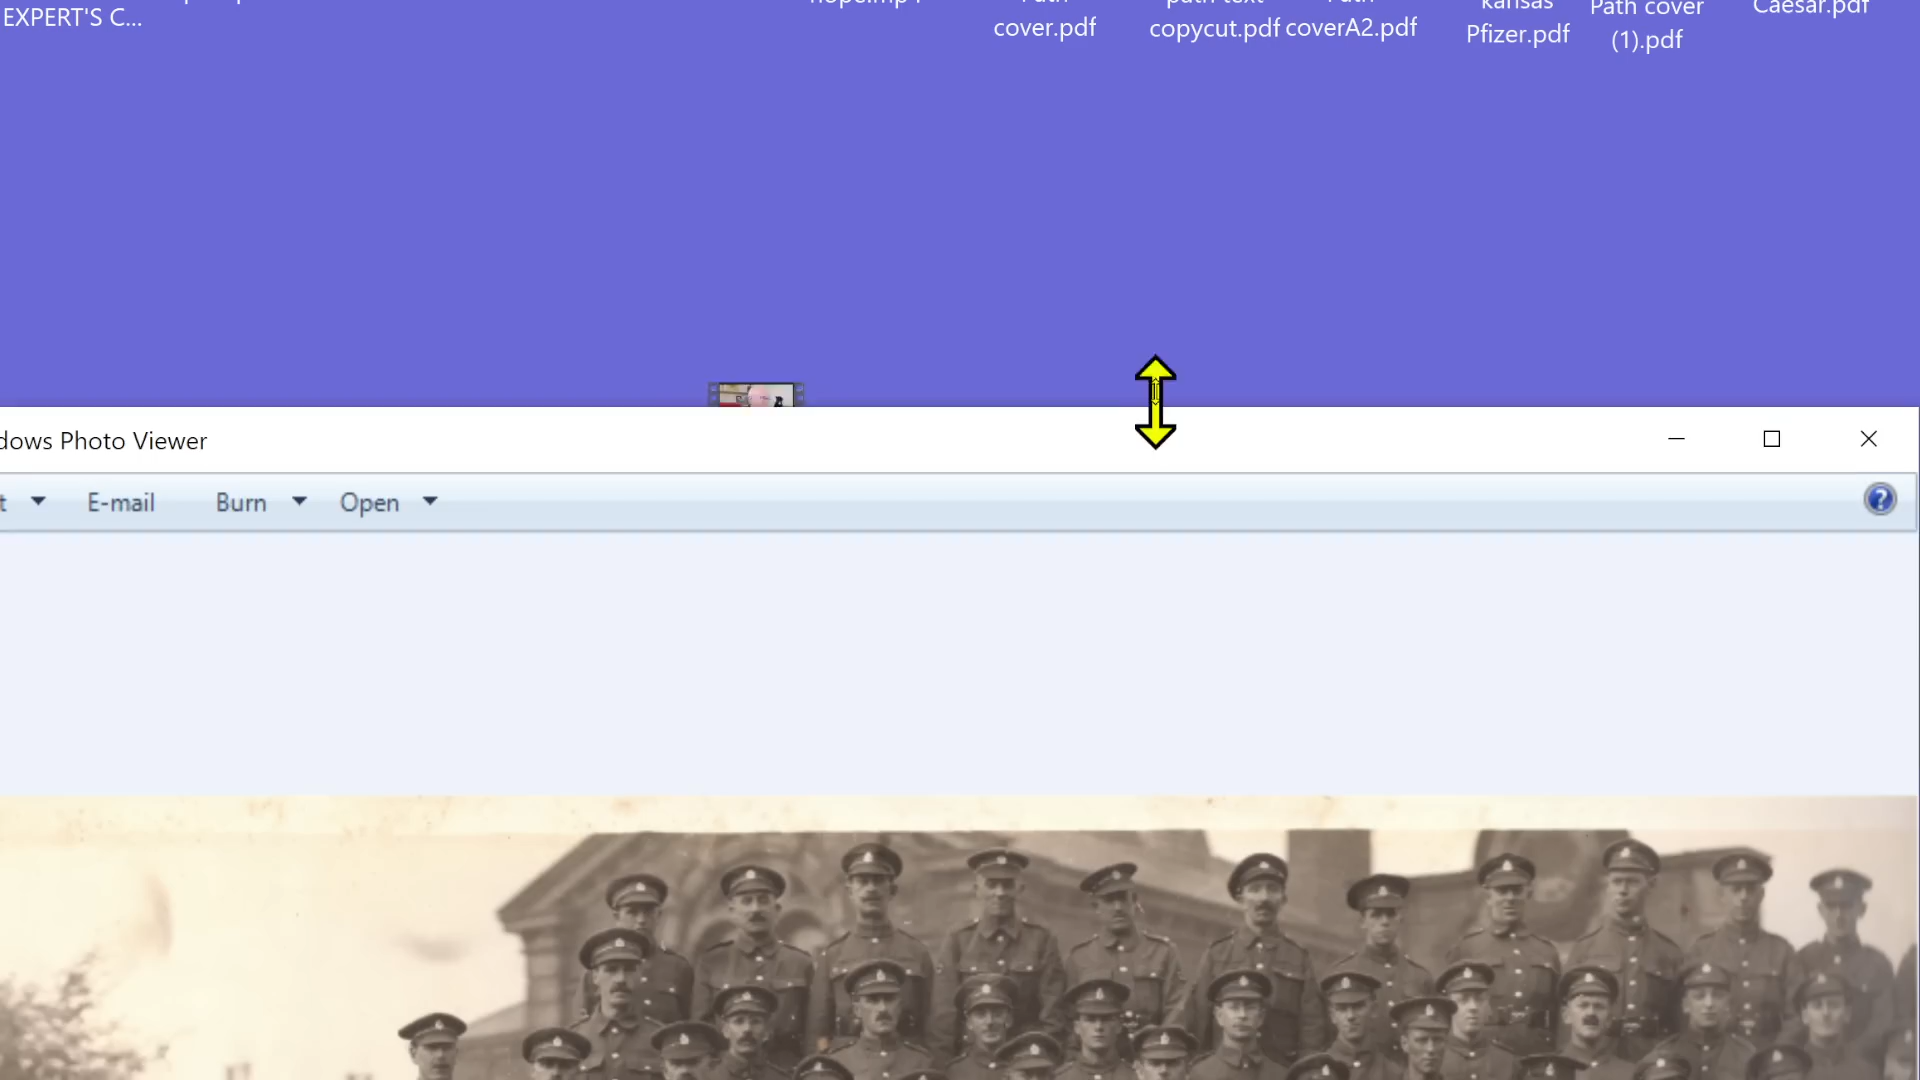 EXPERT'S C...
cover.pdf
copycut.pdf
coverA2.pdf
kansas
Pfizer.pdf
Path cover
(1).pdf
Caesar.pdf
dows Photo Viewer
t E-mail Burn Open ?